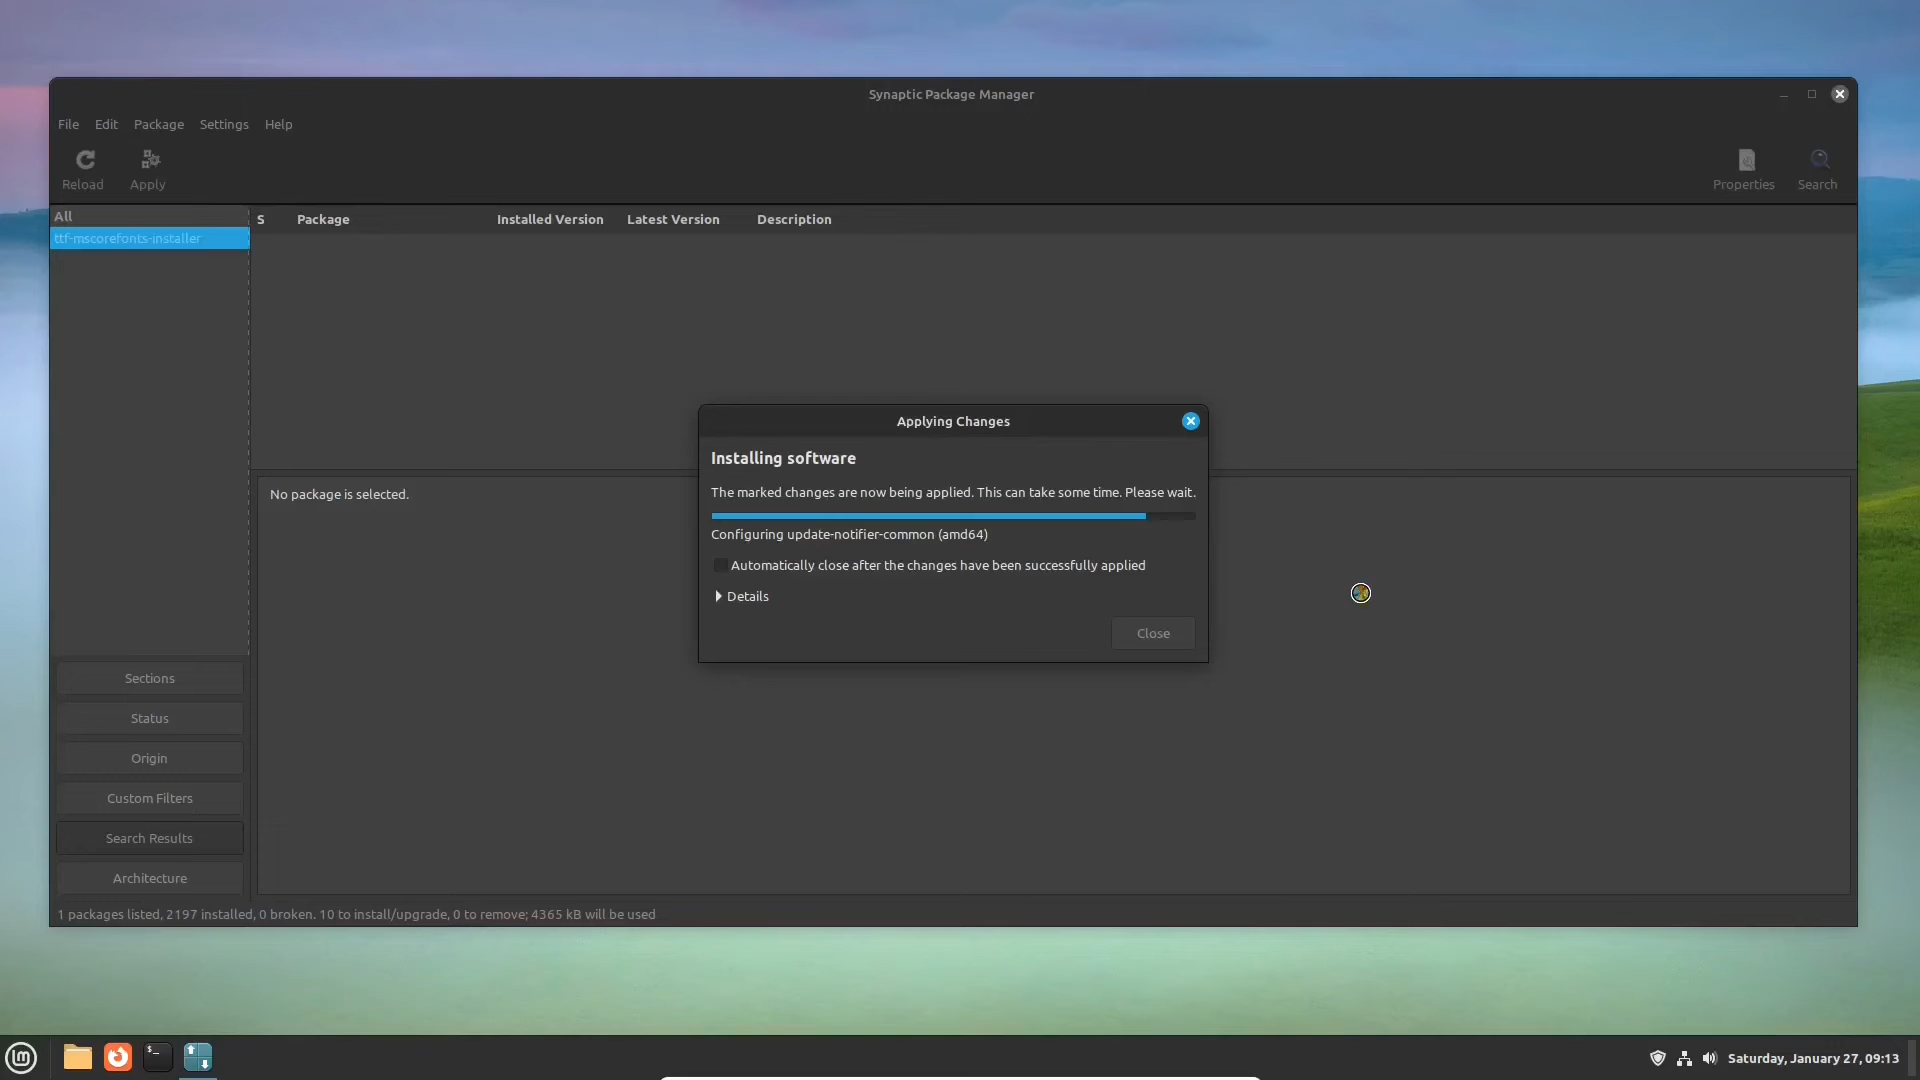 Synaptic Package Manager
File Edit Package Settings Help
Reload Apply Properties Search
All
ttf-mscorefonts-installer
S Package Installed Version Latest Version Description
Applying Changes
Installing software
The marked changes are now being applied. This can take some time. Please wait.
Configuring update-notifier-common (amd64)
Automatically close after the changes have been successfully applied
Details
Close
No package is selected.
Sections
Status
Origin
Custom Filters
Search Results
Architecture
1 packages listed, 2197 installed, 0 broken. 10 to install/upgrade, 0 to remove; 4365 kB will be used
Saturday, January 27, 09:13